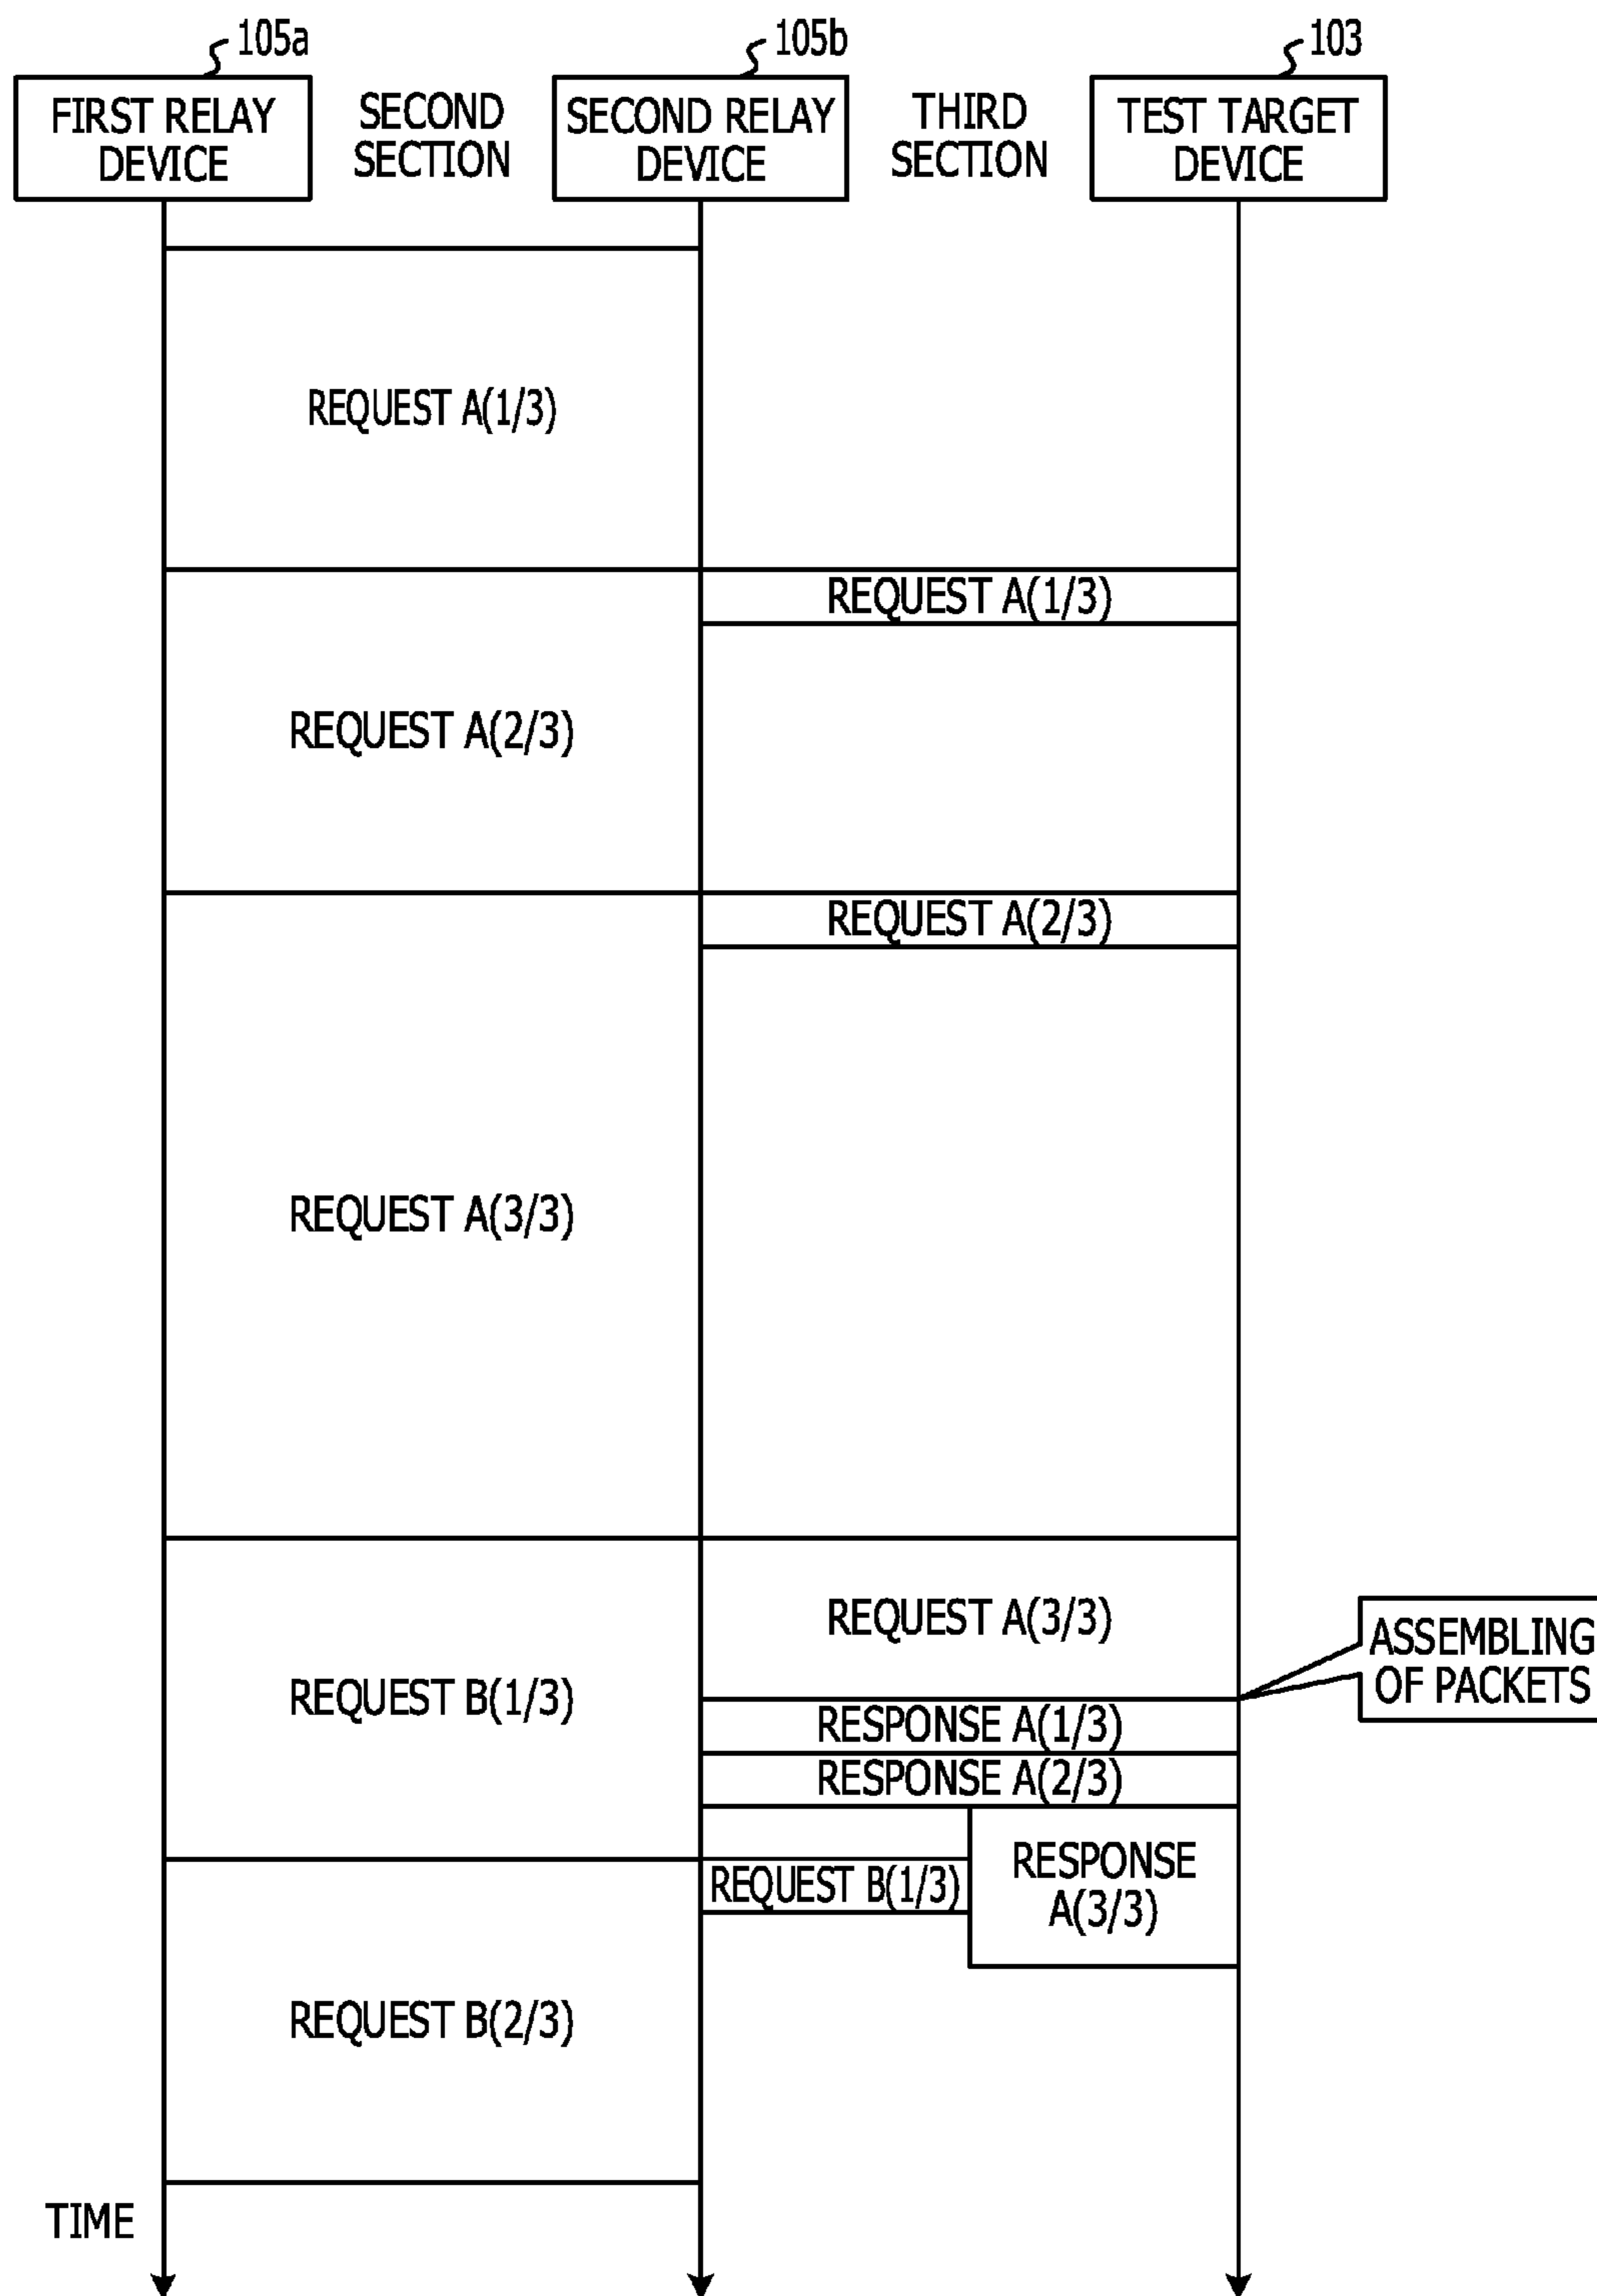 105a
105b
103
FIRST RELAY
DEVICE
SECOND
SECTION
SECOND RELAY
DEVICE
THIRD
SECTION
TEST TARGET
DEVICE
REQUEST A(1/3)
REQUEST A(1/3)
REQUEST A(2/3)
REQUEST A(2/3)
REQUEST A(3/3)
REQUEST A(3/3)
ASSEMBLING
OF PACKETS
REQUEST B(1/3)
RESPONSE A(1/3)
RESPONSE A(2/3)
REQUEST B(1/3)
RESPONSE
A(3/3)
REQUEST B(2/3)
TIME